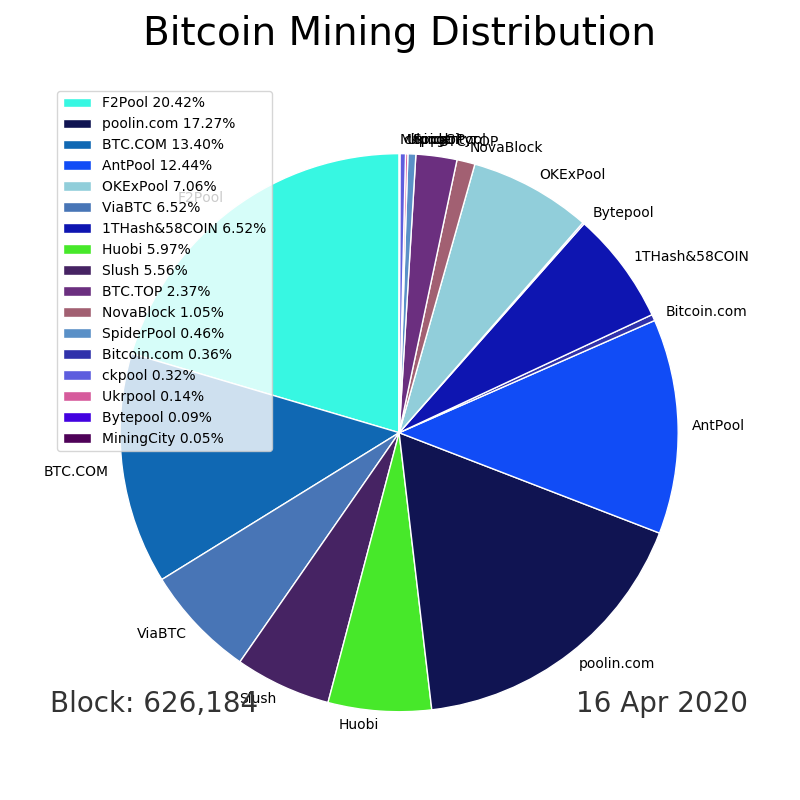 Bitcoin Mining Distribution
F2Pool 20.42%
poolin.com 17.27%
BTC.COM 13.40%
AntPool 12.44%
OKExPool 7.06%
ViaBTC 6.52%
1THash&58COIN 6.52%
Huobi 5.97%
Slush 5.56%
BTC.TOP 2.37%
NovaBlock 1.05%
SpiderPool 0.46%
Bitcoin.com 0.36%
ckpool 0.32%
Ukrpool 0.14%
Bytepool 0.09%
MiningCity 0.05%
BTC.TOP
NovaBlock
OKExPool
Bytepool
1THash&58COIN
Bitcoin.com
AntPool
poolin.com
Huobi
Slush
ViaBTC
BTC.COM
F2Pool
Block: 626,184
16 Apr 2020